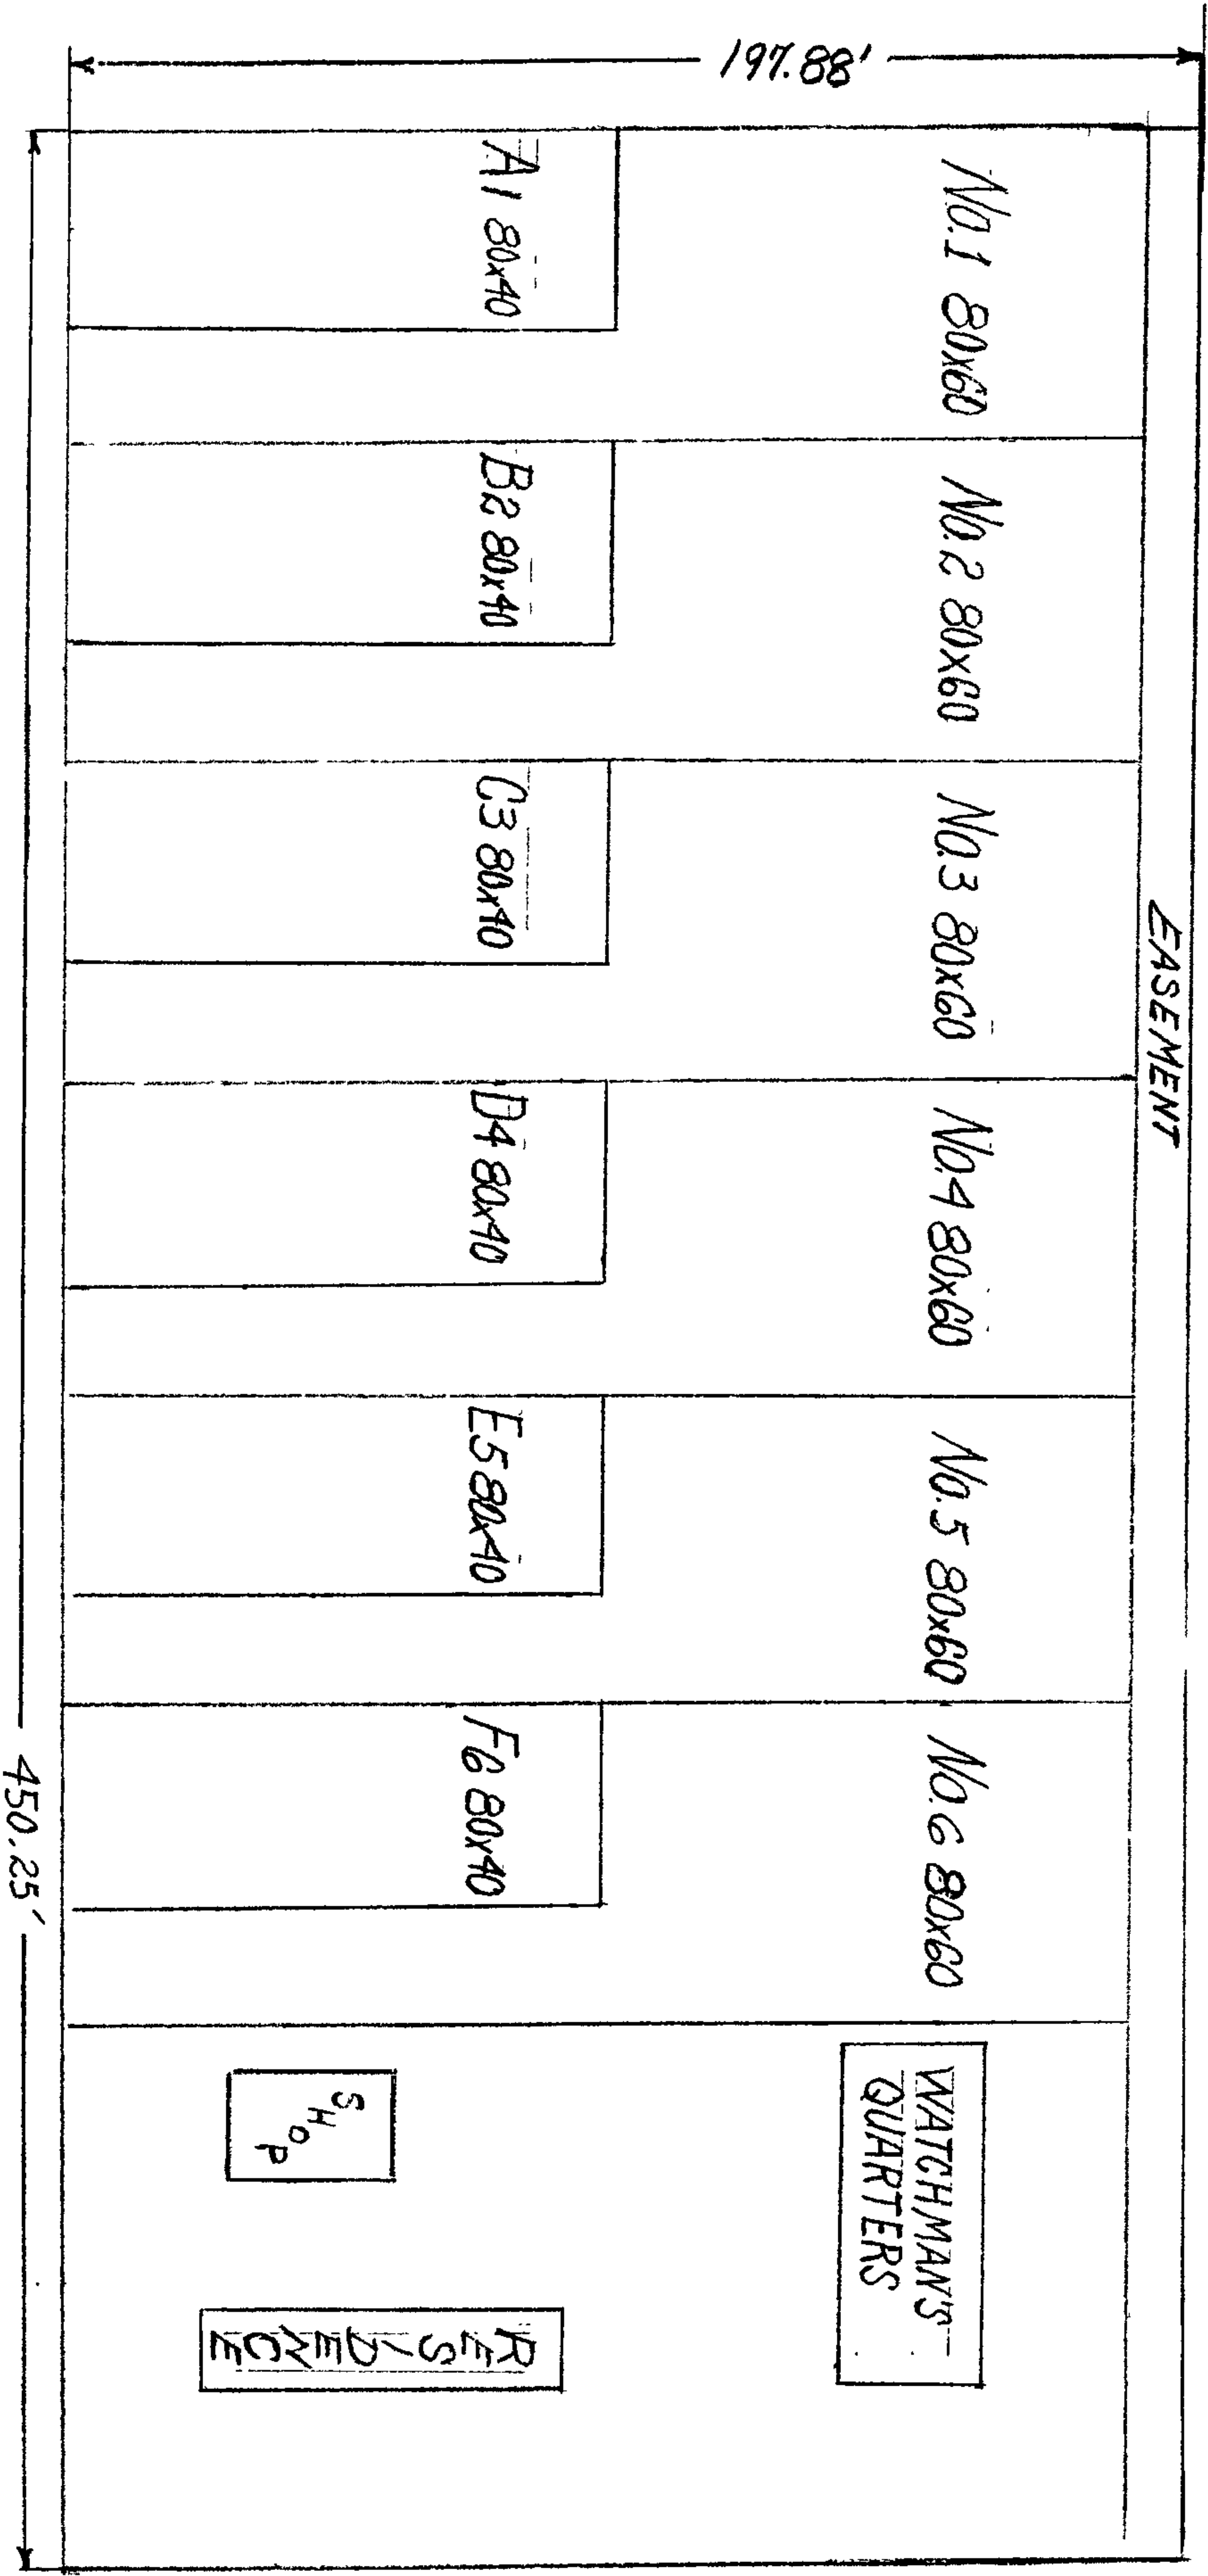 EASEMENT
197.88'
No.1 80x60
No.2 80x60
No.3 80x60
No.4 80x60
No.5 80x60
No.6 80x60
A1 80x40
B2 80x40
C3 80x40
D4 80x40
E5 80x40
F6 80x40
WATCHMAN'S
QUARTERS
SHOP
RESIDENCE
450.25'